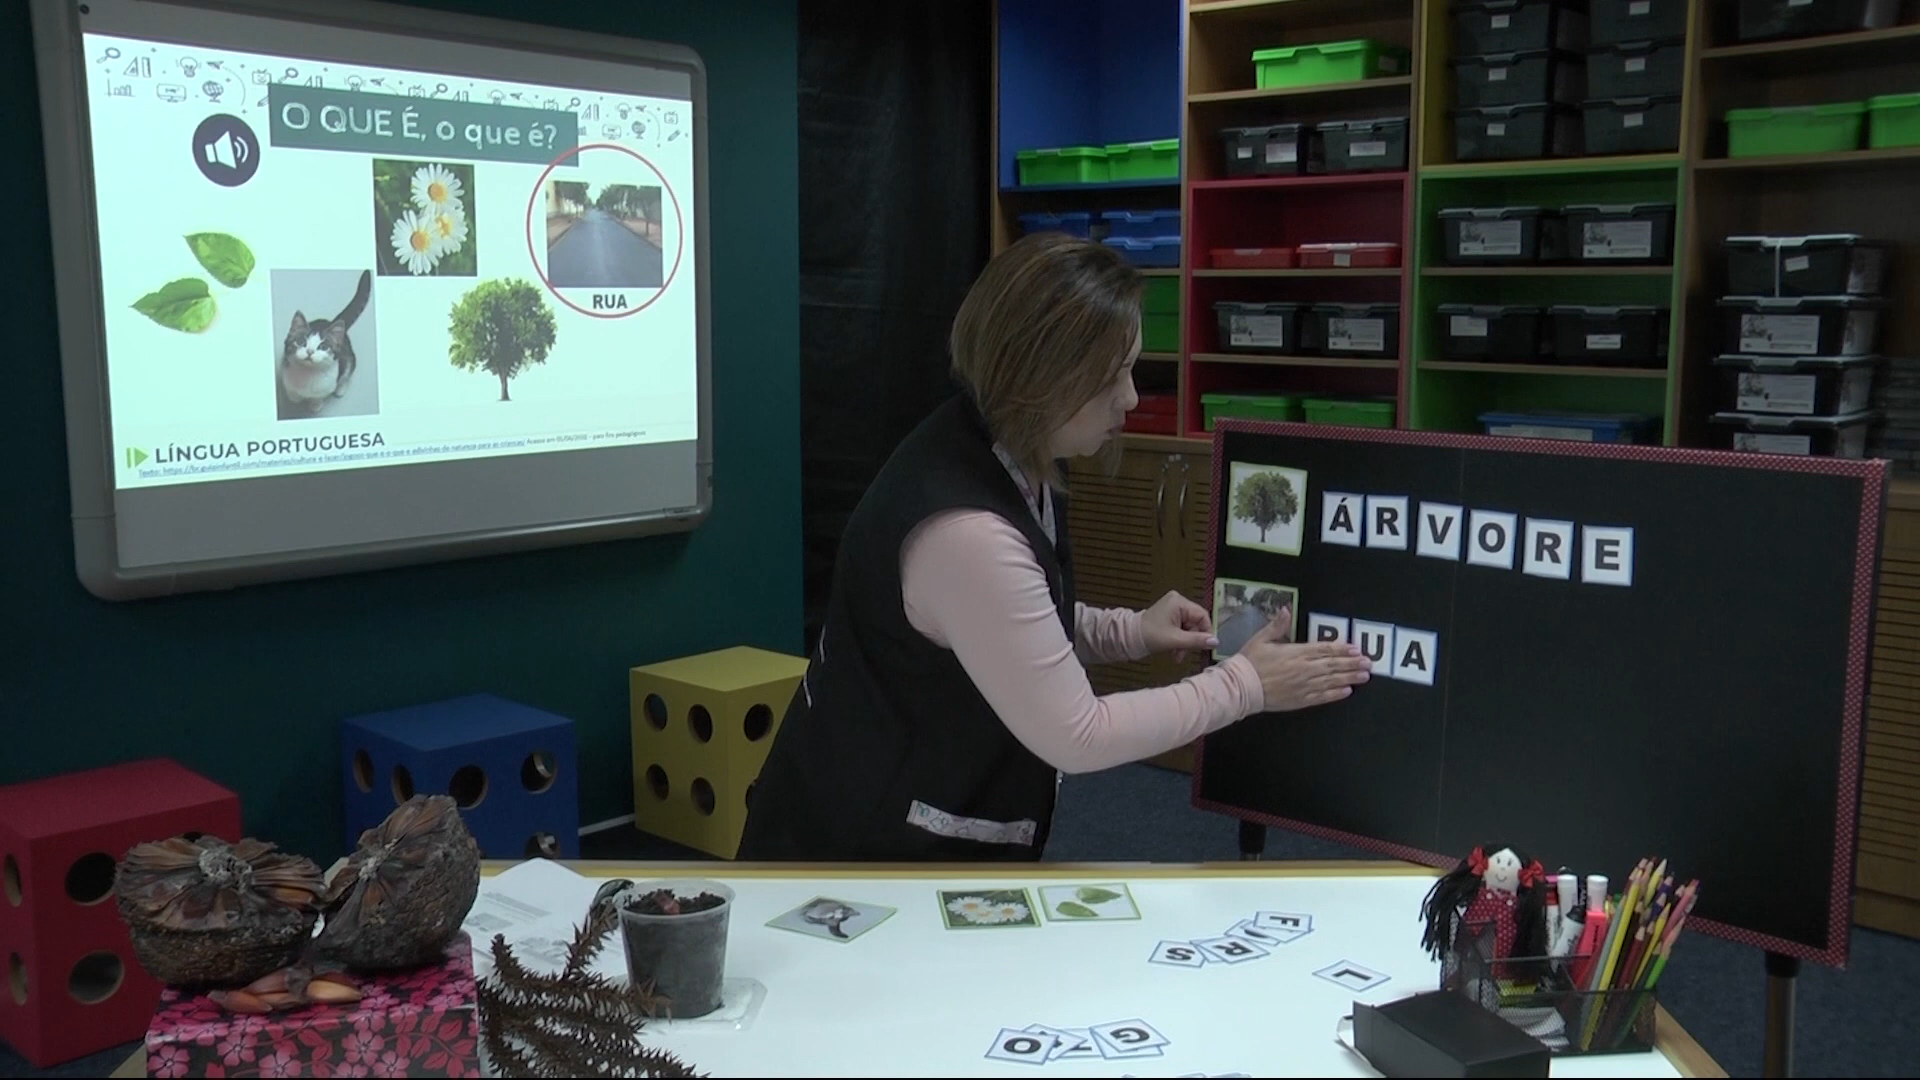 O QUE É, o que é?
RUA
LÍNGUA PORTUGUESA
ÁRVORE
RUA
F
R
S
L
O
G